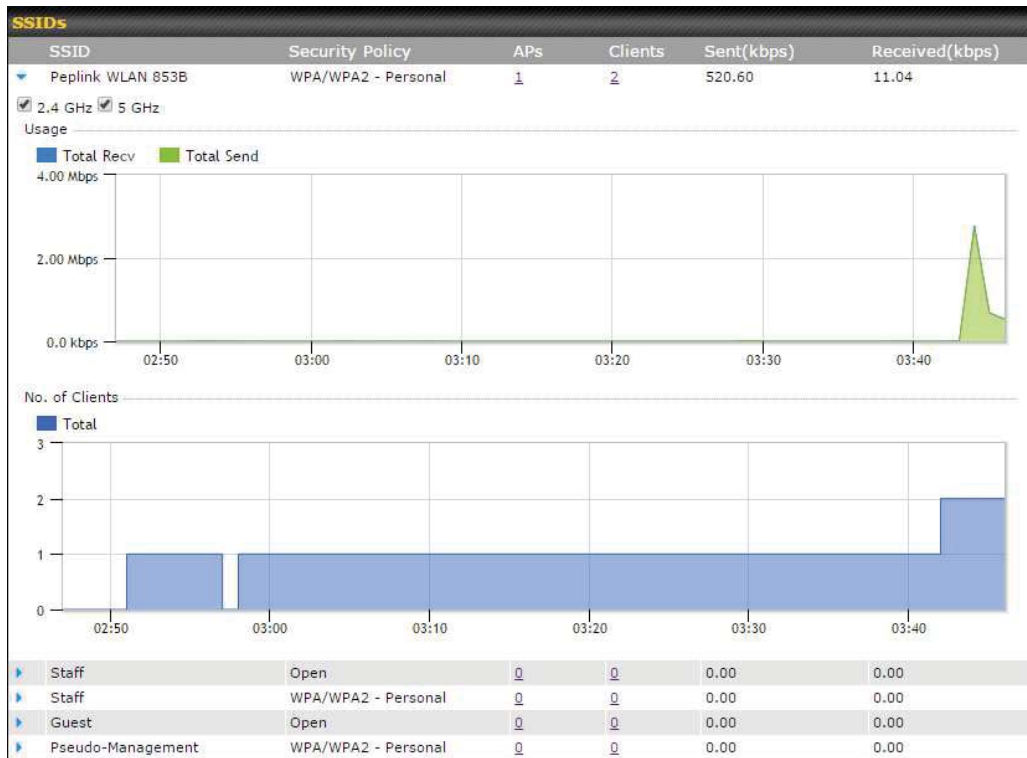 SSIDs
SSID Security Policy APs Clients Sent(kbps) Received(kbps)
Peplink WLAN 853B WPA/WPA2 - Personal 1 2 520.60 11.04
2.4 GHz 5 GHz
Usage
Total Recv Total Send
4.00 Mbps
2.00 Mbps
0.0 kbps
02:50 03:00 03:10 03:20 03:30 03:40
No. of Clients
Total
3
2
1
0
02:50 03:00 03:10 03:20 03:30 03:40
Staff Open 0 0 0.00 0.00
Staff WPA/WPA2 - Personal 0 0 0.00 0.00
Guest Open 0 0 0.00 0.00
Pseudo-Management WPA/WPA2 - Personal 0 0 0.00 0.00